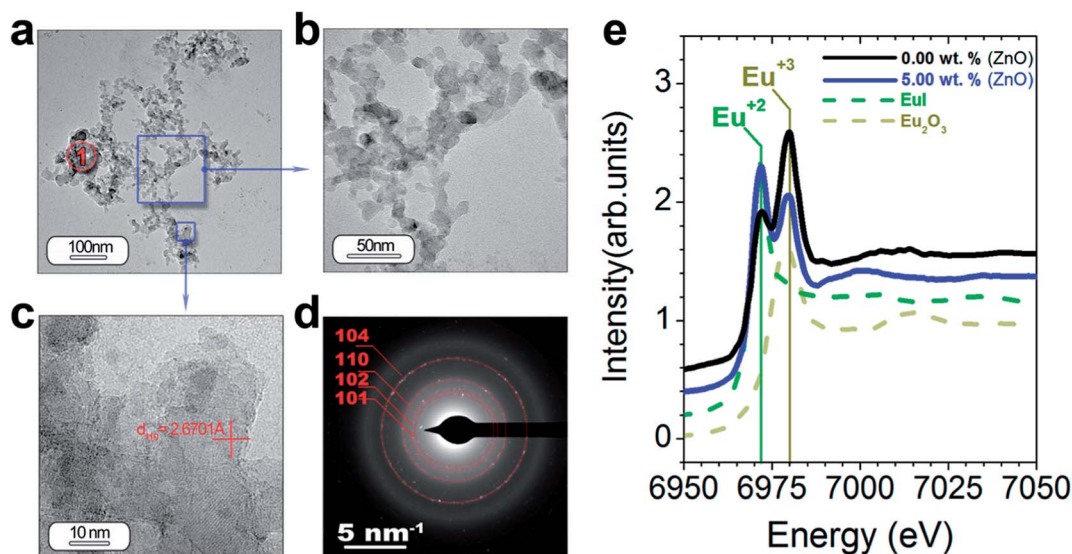 a
1
100nm
b
50nm
c
d₁₁₀ = 2.6701Å
10 nm
d
104
110
102
101
5 nm⁻¹
e
0.00 wt. % (ZnO)
5.00 wt. % (ZnO)
EuI
Eu₂O₃
Eu⁺²
Eu⁺³
Intensity(arb.units)
3
2
1
0
6950 6975 7000 7025 7050
Energy (eV)